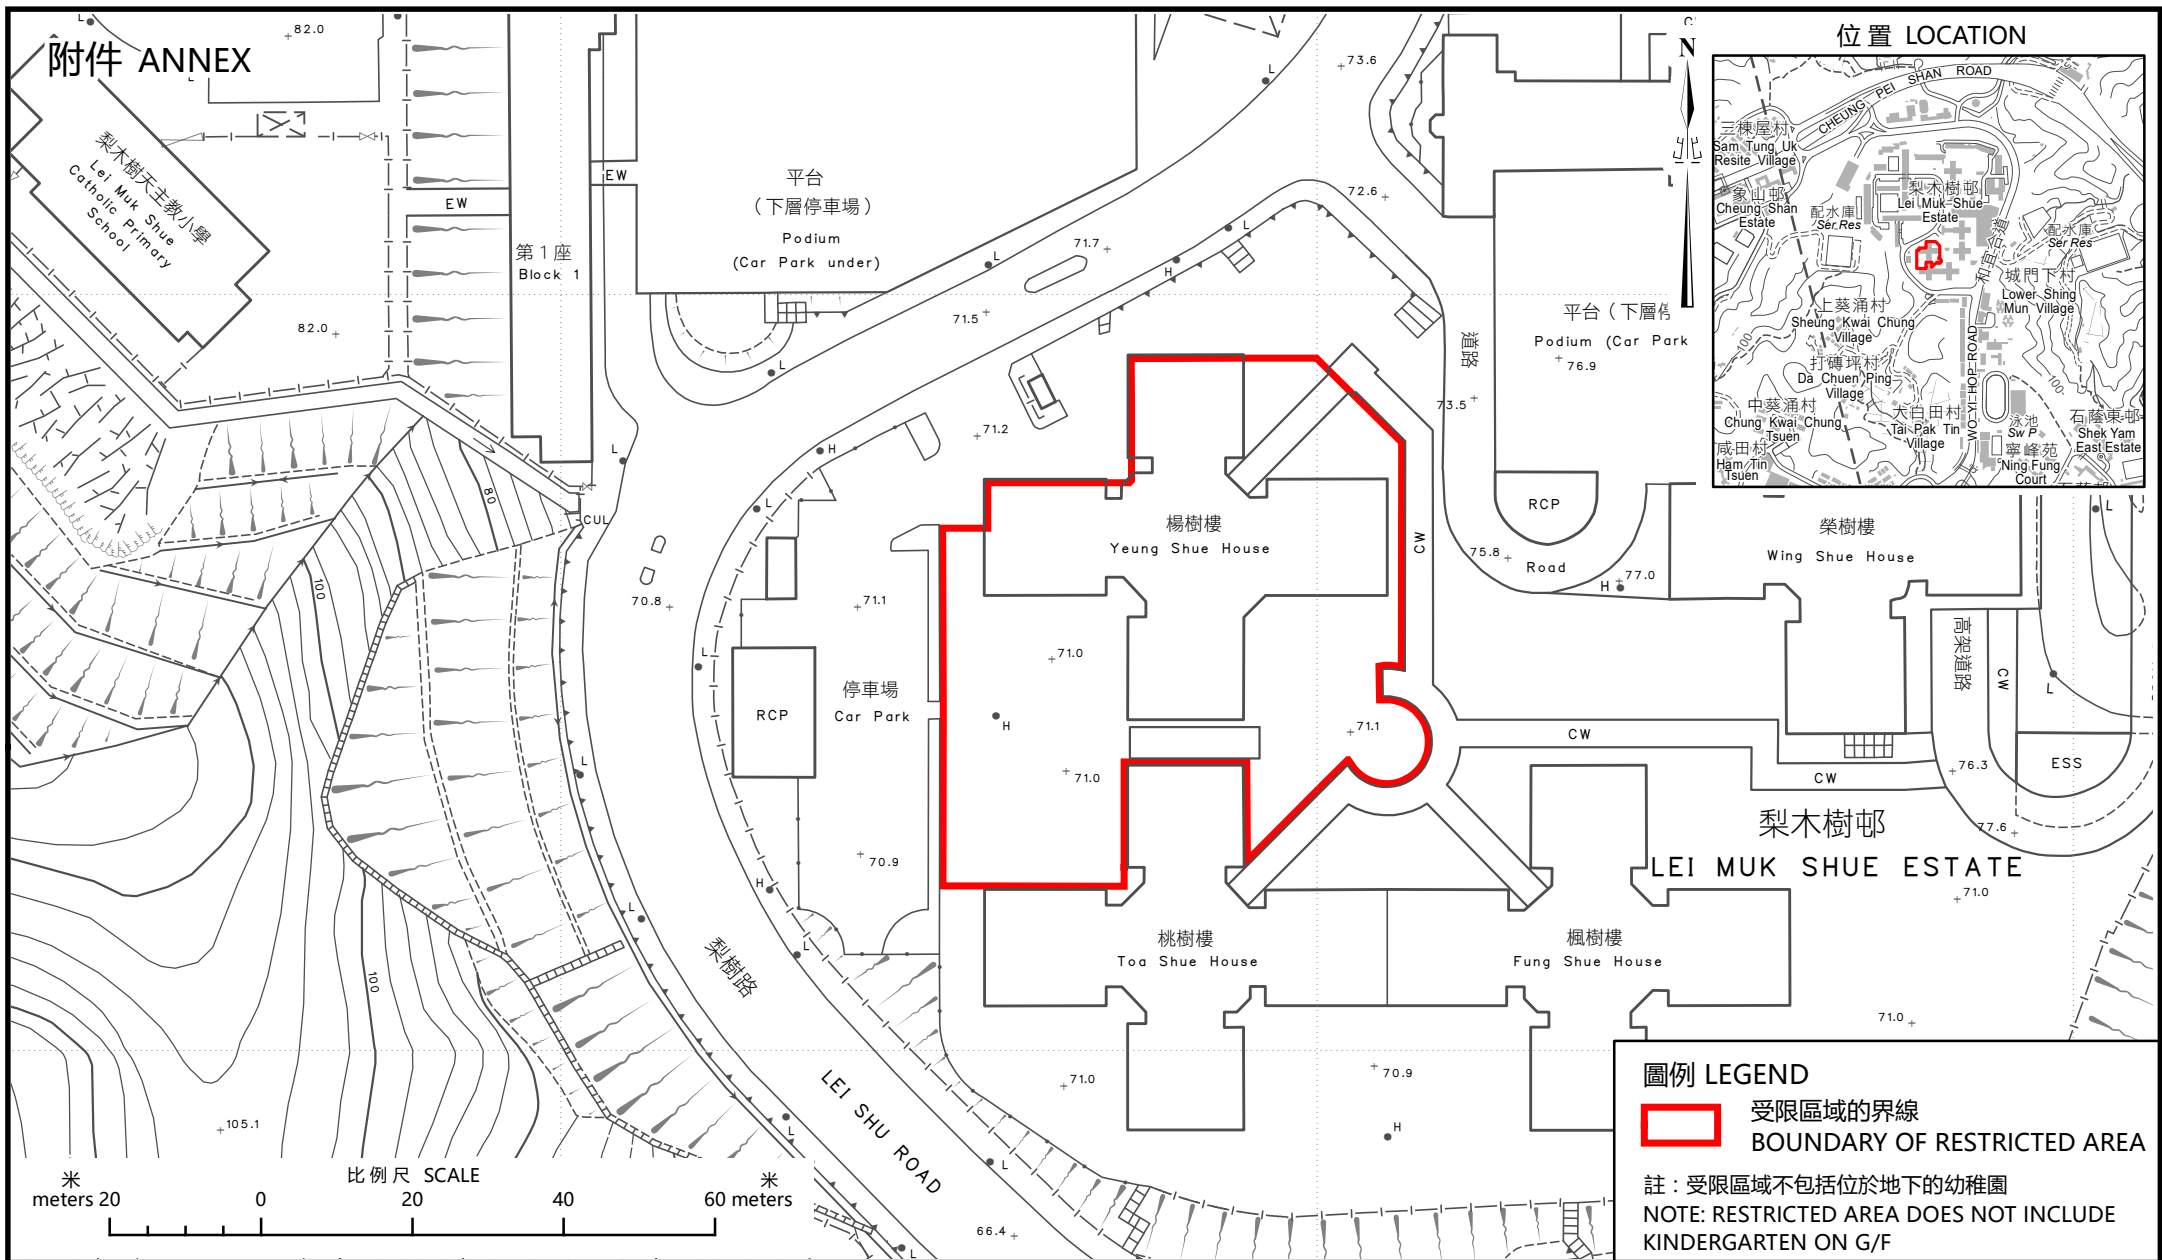 附件 ANNEX
82.0
梨木樹天主教小學
Lei Muk Shue
Catholic Primary
School
82.0
EW
EW
第1座
Block 1
平台
（下層停車場）
Podium
(Car Park under)
71.7
71.5
71.2
73.6
72.6
73.5
道路
平台（下層停
Podium (Car Park
76.9
RCP
75.8
Road
77.0
H
榮樹樓
Wing Shue House
高架道路
CW
CW
CW
CW
ESS
76.3
77.6
梨木樹邨
LEI MUK SHUE ESTATE
71.0
71.0
楊樹樓
Yeung Shue House
71.0
71.0
71.1
H
停車場
Car Park
71.1
70.9
70.8
RCP
CUL
80
100
100
105.1
桃樹樓
Toa Shue House
楓樹樓
Fung Shue House
71.0
70.9
H
梨樹路
LEI SHU ROAD
66.4
米
meters 20
0
比例尺 SCALE
20
40
米
60 meters
N
位置 LOCATION
CHEUNG PEI SHAN ROAD
三棟屋村
Sam Tung Uk
Resite Village
象山邨
Cheung Shan
Estate
配水庫
Ser Res
梨木樹邨
Lei Muk Shue
Estate
和宜合道
配水庫
Ser Res
城門下村
Lower Shing
Mun Village
上葵涌村
Sheung Kwai Chung
Village
打磚坪村
Da Chuen Ping
Village
中葵涌村
Chung Kwai Chung
Tsuen
大白田村
Tai Pak Tin
Village
WO YI HOP ROAD
泳池
Sw P
石蔭東邨
Shek Yam
East Estate
咸田村
Ham Tin
Tsuen
寧峰苑
Ning Fung
Court
100
100
圖例 LEGEND
受限區域的界線
BOUNDARY OF RESTRICTED AREA
註：受限區域不包括位於地下的幼稚園
NOTE: RESTRICTED AREA DOES NOT INCLUDE
KINDERGARTEN ON G/F